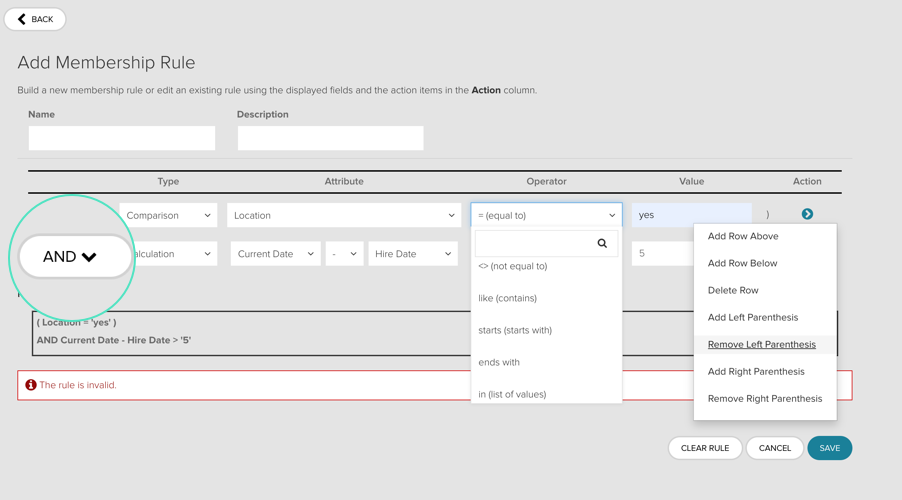 BACK
Add Membership Rule
Build a new membership rule or edit an existing rule using the displayed fields and the action items in the Action column.
Name Description
Type Attribute Operator Value Action
Comparison Location = (equal to) yes )
AND
Current Date - Hire Date 5
<> (not equal to)
like (contains)
starts (starts with)
ends with
in (list of values)
Add Row Above
Add Row Below
Delete Row
Add Left Parenthesis
Remove Left Parenthesis
Add Right Parenthesis
Remove Right Parenthesis
( Location = 'yes' )
AND Current Date - Hire Date > '5'
The rule is invalid.
CLEAR RULE CANCEL SAVE